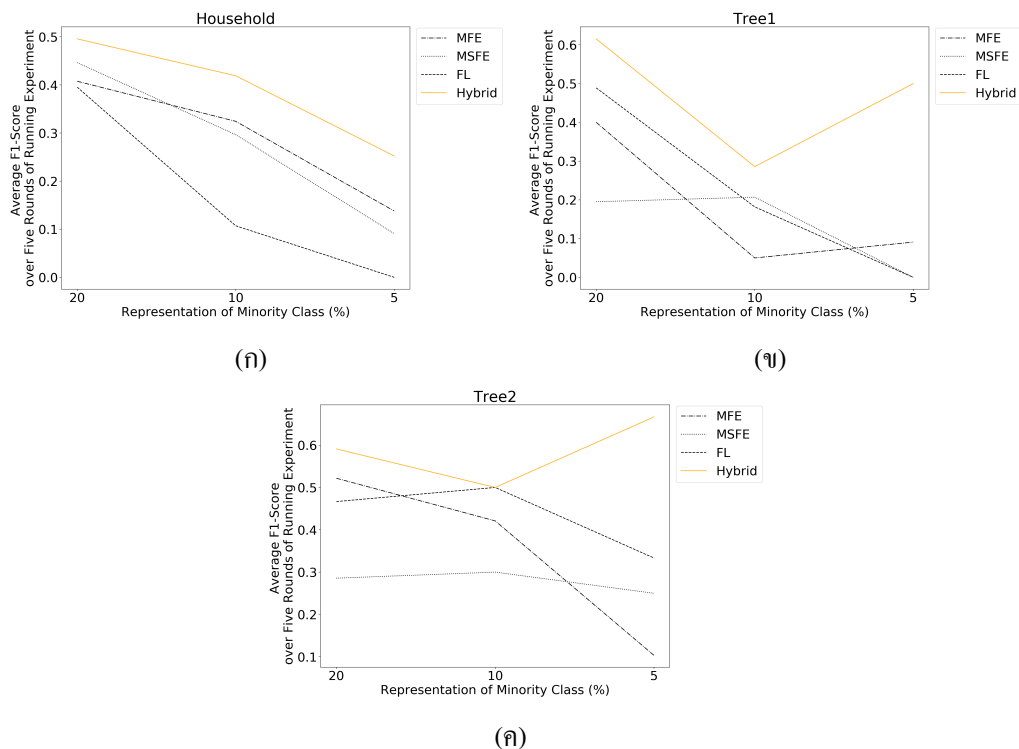 Household
Average F1-Score
over Five Rounds of Running Experiment
0.5
0.4
0.3
0.2
0.1
0.0
20 10 5
Representation of Minority Class (%)
MFE
MSFE
FL
Hybrid
(ก)
Tree1
Average F1-Score
over Five Rounds of Running Experiment
0.6
0.5
0.4
0.3
0.2
0.1
0.0
20 10 5
Representation of Minority Class (%)
MFE
MSFE
FL
Hybrid
(ข)
Tree2
Average F1-Score
over Five Rounds of Running Experiment
0.6
0.5
0.4
0.3
0.2
0.1
20 10 5
Representation of Minority Class (%)
MFE
MSFE
FL
Hybrid
(ค)